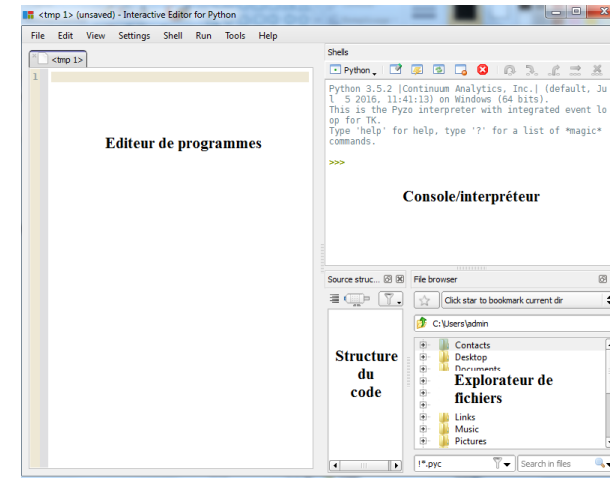 <tmp 1> (unsaved) - Interactive Editor for Python
File Edit View Settings Shell Run Tools Help
<tmp 1>
1
Editeur de programmes
Shells
Python
Python 3.5.2 |Continuum Analytics, Inc.| (default, Ju
l  5 2016, 11:41:13) on Windows (64 bits).
This is the Pyzo interpreter with integrated event lo
op for TK.
Type 'help' for help, type '?' for a list of *magic*
commands.
>>>
Console/interpréteur
Source struc...
Structure
du
code
File browser
Click star to bookmark current dir
C:\Users\admin
Contacts
Desktop
Documents
Explorateur de
fichiers
Links
Music
Pictures
!*.pyc
Search in files